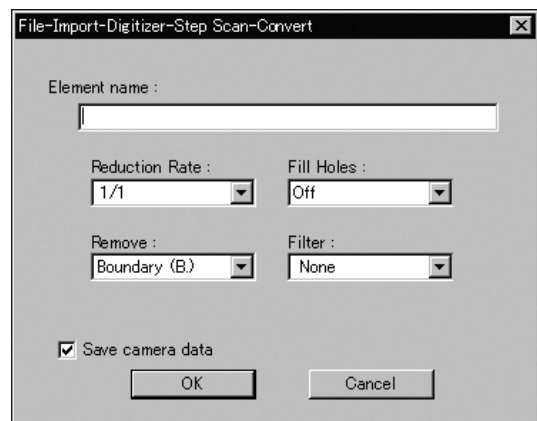 File-Import-Digitizer-Step Scan-Convert
Element name :
Reduction Rate : Fill Holes :
1/1 Off
Remove : Filter :
Boundary (B.) None
Save camera data
OK Cancel